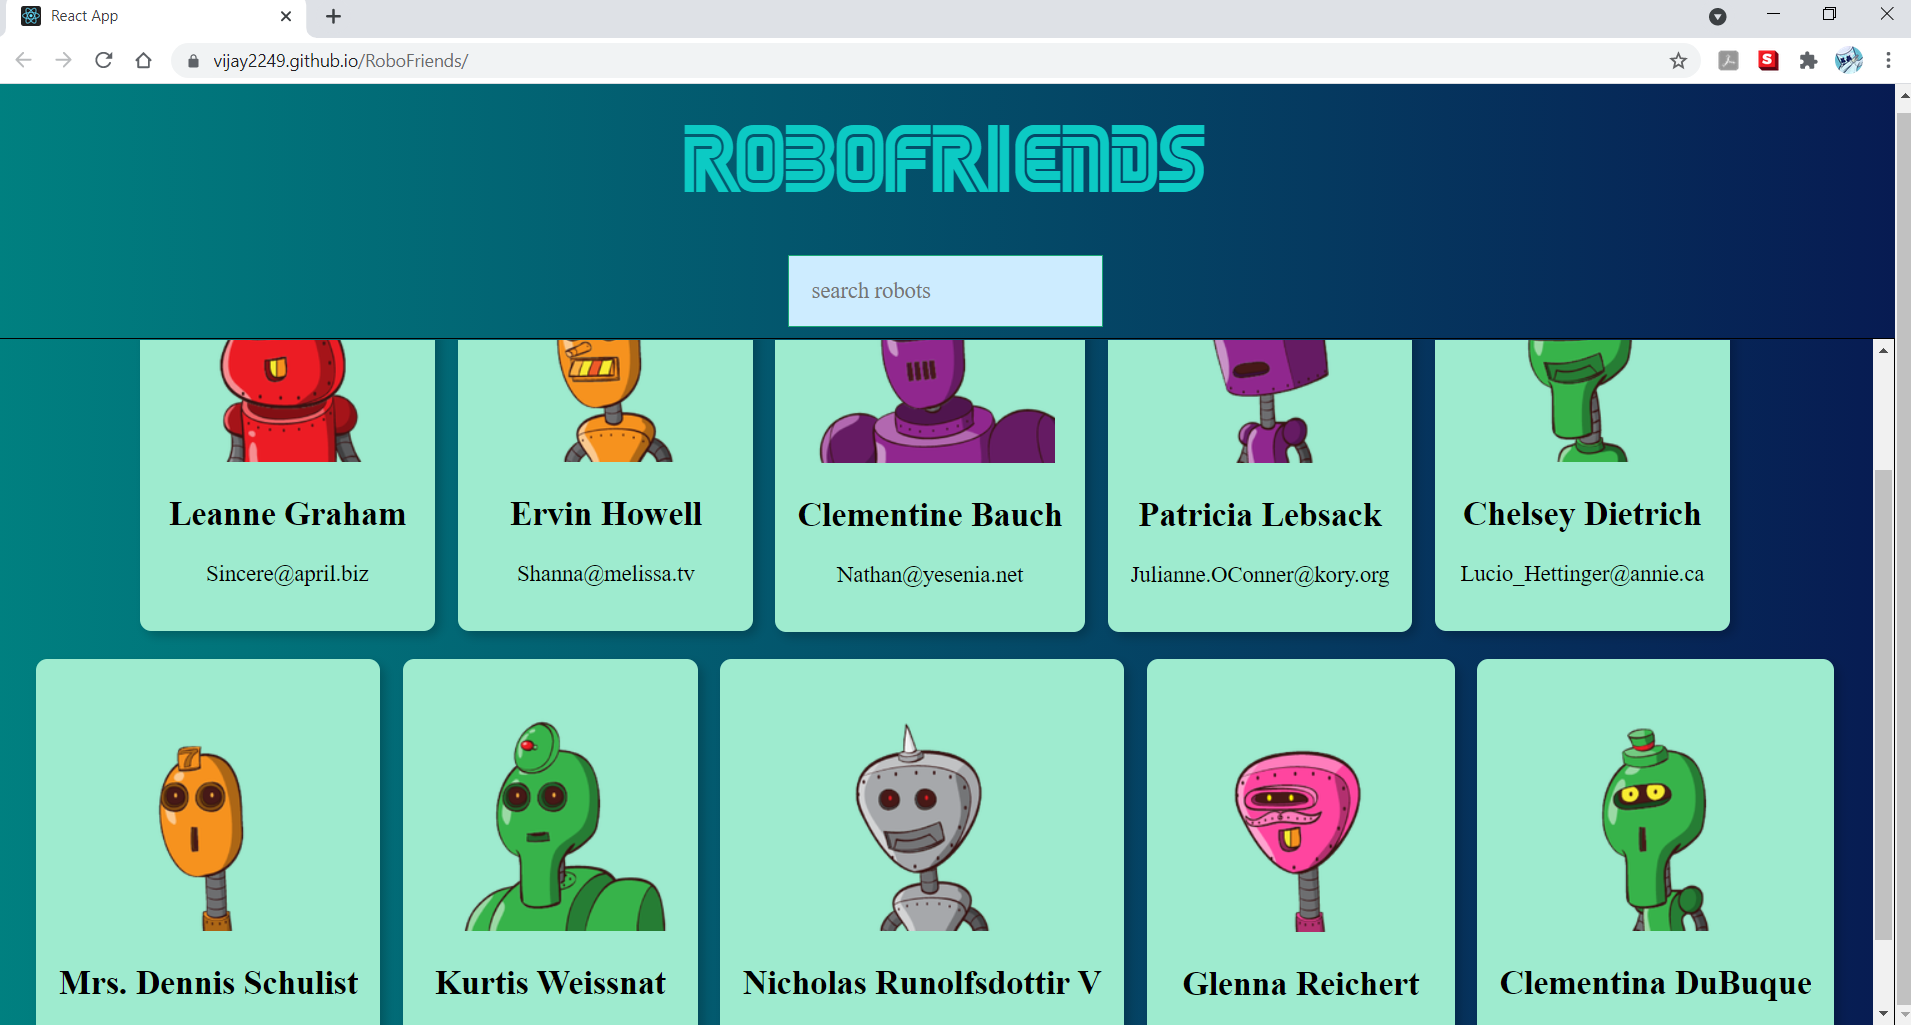 React App
vijay2249.github.io/RoboFriends/
S
ROBOFRIENDS
search robots
Leanne Graham
Sincere@april.biz
Ervin Howell
Shanna@melissa.tv
Clementine Bauch
Nathan@yesenia.net
Patricia Lebsack
Julianne.OConner@kory.org
Chelsey Dietrich
Lucio_Hettinger@annie.ca
7
Mrs. Dennis Schulist
Kurtis Weissnat
Nicholas Runolfsdottir V
Glenna Reichert
Clementina DuBuque